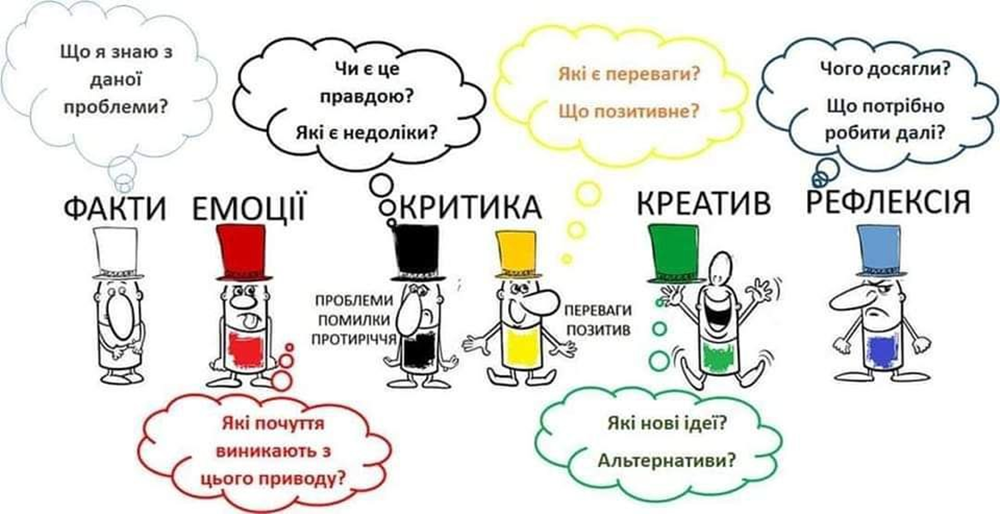 Що я знаю з
даної
проблеми?
Чи є це
правдою?
Які є недоліки?
Які є переваги?
Що позитивне?
Чого досягли?
Що потрібно
робити далі?
ФАКТИ
ЕМОЦІЇ
КРИТИКА
КРЕАТИВ
РЕФЛЕКСІЯ
ПРОБЛЕМИ
ПОМИЛКИ
ПРОТИРІЧЧЯ
ПЕРЕВАГИ
ПОЗИТИВ
Які почуття
виникають з
цього приводу?
Які нові ідеї?
Альтернативи?